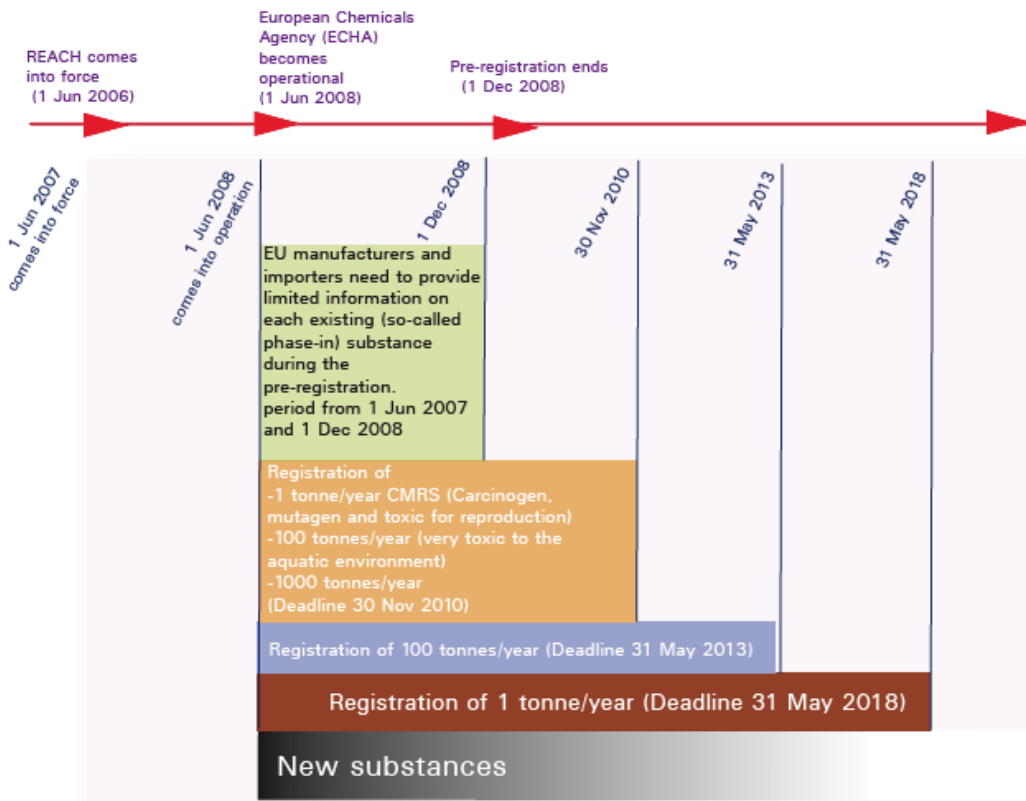 European Chemicals
Agency (ECHA)
becomes
operational
(1 Jun 2008)
REACH comes
into force
(1 Jun 2006)
Pre-registration ends
(1 Dec 2008)
1 Jun 2007
comes into force
1 Jun 2008
comes into operation
1 Dec 2008
30 Nov 2010
31 May 2013
31 May 2018
EU manufacturers and
importers need to provide
limited information on
each existing (so-called
phase-in) substance
during the
pre-registration.
period from 1 Jun 2007
and 1 Dec 2008
Registration of
-1 tonne/year CMRS (Carcinogen,
mutagen and toxic for reproduction)
-100 tonnes/year (very toxic to the
aquatic environment)
-1000 tonnes/year
(Deadline 30 Nov 2010)
Registration of 100 tonnes/year (Deadline 31 May 2013)
Registration of 1 tonne/year (Deadline 31 May 2018)
New substances